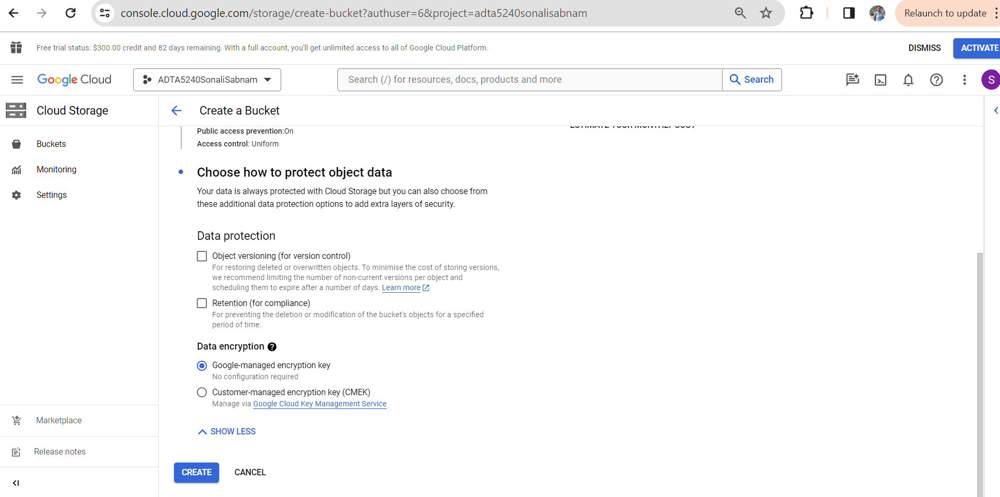 console.cloud.google.com/storage/create-bucket?authuser=6&project=adta5240sonalisabnam
Relaunch to update
Free trial status: $300.00 credit and 82 days remaining. With a full account, you'll get unlimited access to all of Google Cloud Platform.
DISMISS
ACTIVATE
Google Cloud
ADTA5240SonaliSabnam
Search (/) for resources, docs, products and more
Search
S
Cloud Storage
Create a Bucket
Buckets
Monitoring
Settings
Marketplace
Release notes
ESTIMATE YOUR MONTHLY COST
Public access prevention:On
Access control: Uniform
Choose how to protect object data
Your data is always protected with Cloud Storage but you can also choose from
these additional data protection options to add extra layers of security.
Data protection
Object versioning (for version control)
For restoring deleted or overwritten objects. To minimise the cost of storing versions,
we recommend limiting the number of non-current versions per object and
scheduling them to expire after a number of days. Learn more
Retention (for compliance)
For preventing the deletion or modification of the bucket's objects for a specified
period of time.
Data encryption
Google-managed encryption key
No configuration required
Customer-managed encryption key (CMEK)
Manage via Google Cloud Key Management Service
SHOW LESS
CREATE
CANCEL